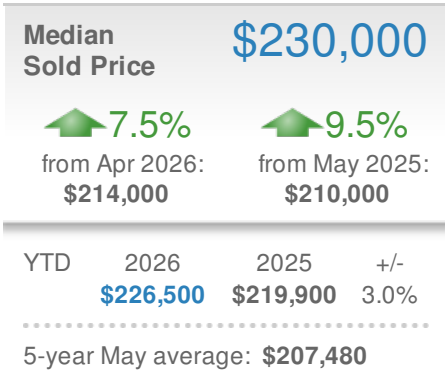 Median $230,000
Sold Price
7.5% 9.5%
from Apr 2026: from May 2025:
$214,000 $210,000
YTD 2026 2025 +/-
$226,500 $219,900 3.0%
5-year May average: $207,480